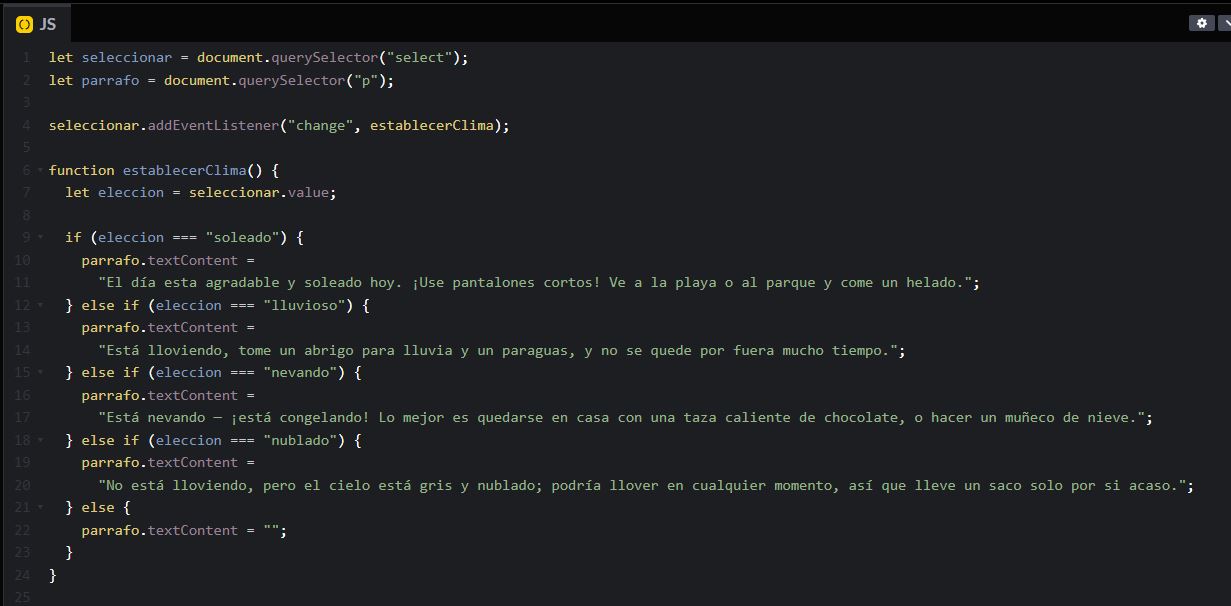 JS
1 let seleccionar = document.querySelector("select");
2 let parrafo = document.querySelector("p");
3
4 seleccionar.addEventListener("change", establecerClima);
5
6 function establecerClima() {
7   let eleccion = seleccionar.value;
8
9   if (eleccion === "soleado") {
10     parrafo.textContent =
11       "El día esta agradable y soleado hoy. ¡Use pantalones cortos! Ve a la playa o al parque y come un helado.";
12   } else if (eleccion === "lluvioso") {
13     parrafo.textContent =
14       "Está lloviendo, tome un abrigo para lluvia y un paraguas, y no se quede por fuera mucho tiempo.";
15   } else if (eleccion === "nevando") {
16     parrafo.textContent =
17       "Está nevando — ¡está congelando! Lo mejor es quedarse en casa con una taza caliente de chocolate, o hacer un muñeco de nieve.";
18   } else if (eleccion === "nublado") {
19     parrafo.textContent =
20       "No está lloviendo, pero el cielo está gris y nublado; podría llover en cualquier momento, así que lleve un saco solo por si acaso.";
21   } else {
22     parrafo.textContent = "";
23   }
24 }
25